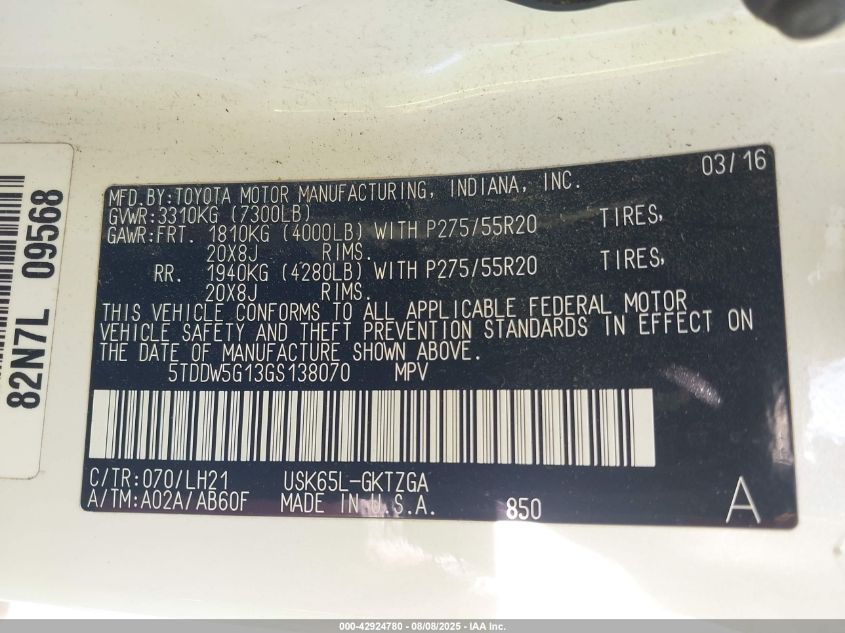 82N7L 09568
03/16
MFD.BY:TOYOTA MOTOR MANUFACTURING, INDIANA, INC.
GVWR:3310KG (7300LB)
GAWR:FRT. 1810KG (4000LB) WITH P275/55R20 TIRES,
20X8J RIMS.
RR. 1940KG (4280LB) WITH P275/55R20 TIRES,
20X8J RIMS.
THIS VEHICLE CONFORMS TO ALL APPLICABLE FEDERAL MOTOR
VEHICLE SAFETY AND THEFT PREVENTION STANDARDS IN EFFECT ON
THE DATE OF MANUFACTURE SHOWN ABOVE.
5TDDW5G13GS138070 MPV
C/TR:070/LH21 USK65L-GKTZGA
A/TM:A02A/AB60F MADE IN U.S.A. 850 A
000-42924780 - 08/08/2025 - IAA Inc.